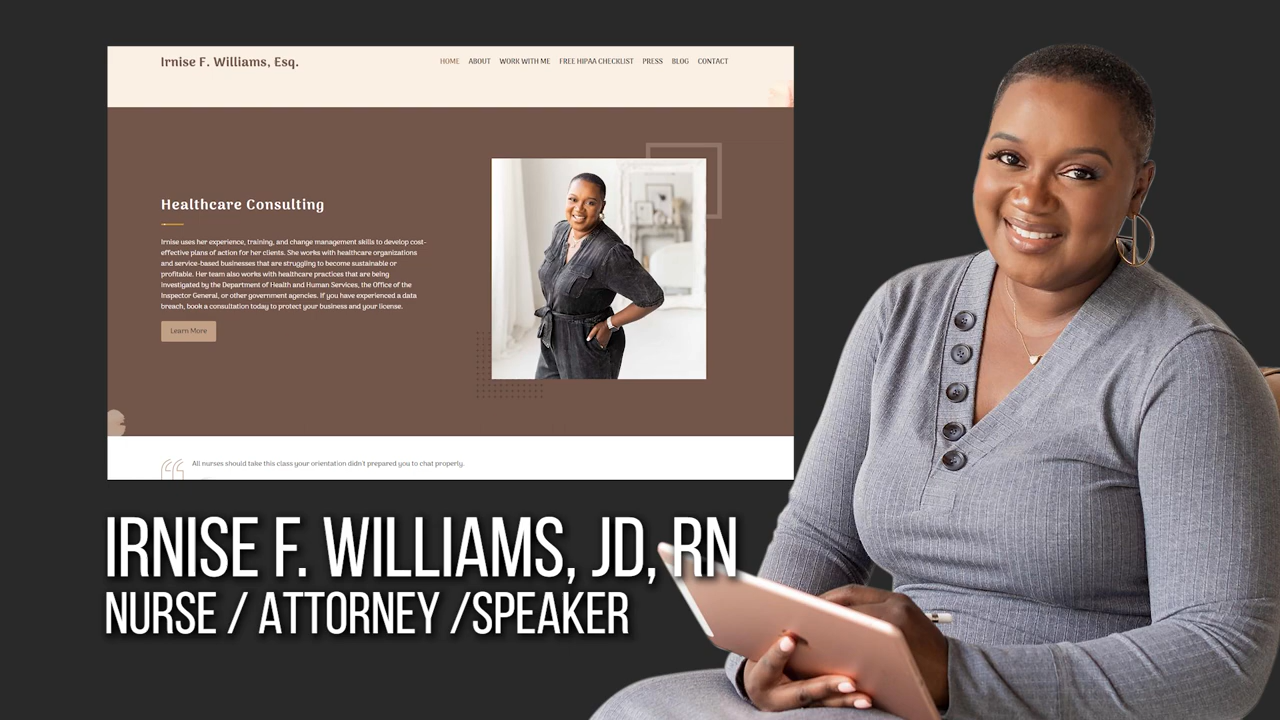 Irnise F. Williams, Esq.
HOME ABOUT WORK WITH ME FREE HIPAA CHECKLIST PRESS BLOG CONTACT
Healthcare Consulting
Irnise uses her experience, training, and change management skills to develop cost-
effective plans of action for her clients. She works with healthcare organizations
and service-based businesses that are struggling to become sustainable or
profitable. Her team also works with healthcare practices that are being
investigated by the Department of Health and Human Services, the Office of the
Inspector General, or other government agencies. If you have experienced a data
breach, book a consultation today to protect your business and your license.
Learn More
All nurses should take this class your orientation didn't prepared you to chat properly.
IRNISE F. WILLIAMS, JD, RN
NURSE / ATTORNEY /SPEAKER